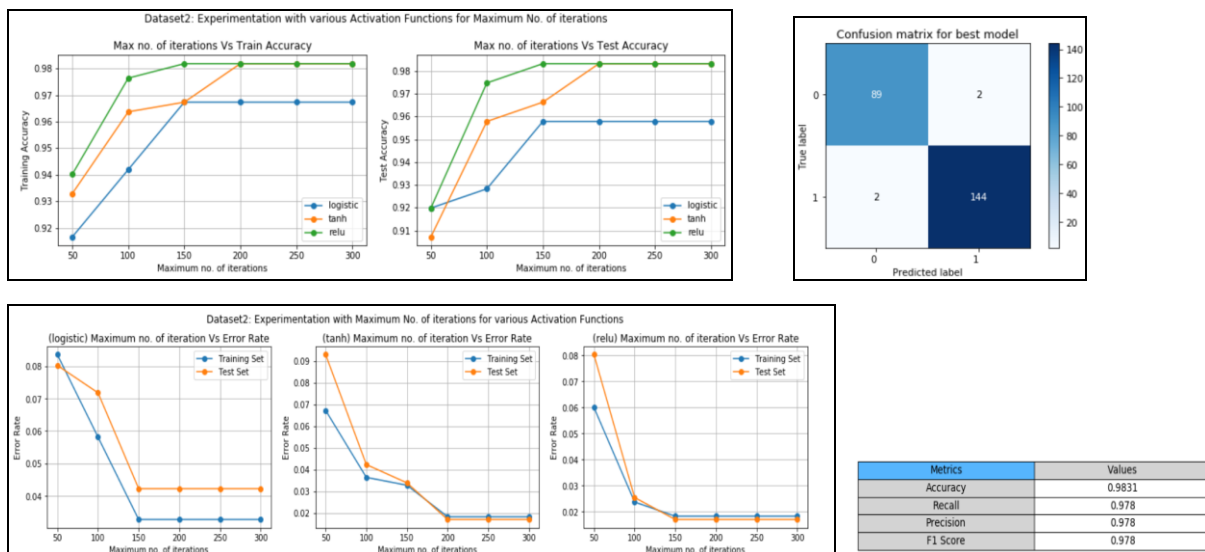 Dataset2: Experimentation with various Activation Functions for Maximum No. of iterations
Max no. of iterations Vs Train Accuracy
Training Accuracy
0.98
0.97
0.96
0.95
0.94
0.93
0.92
logistic
tanh
relu
50 100 150 200 250 300
Maximum no. of iterations
Max no. of iterations Vs Test Accuracy
Test Accuracy
0.98
0.97
0.96
0.95
0.94
0.93
0.92
0.91
logistic
tanh
relu
50 100 150 200 250 300
Maximum no. of iterations
Confusion matrix for best model
True label
0
1
89 2
2 144
0 1
Predicted label
140
120
100
80
60
40
20
Dataset2: Experimentation with Maximum No. of iterations for various Activation Functions
(logistic) Maximum no. of iteration Vs Error Rate
Error Rate
0.08
0.07
0.06
0.05
0.04
Training Set
Test Set
50 100 150 200 250 300
Maximum no. of iterations
(tanh) Maximum no. of iteration Vs Error Rate
Error Rate
0.09
0.08
0.07
0.06
0.05
0.04
0.03
0.02
Training Set
Test Set
50 100 150 200 250 300
Maximum no. of iterations
(relu) Maximum no. of iteration Vs Error Rate
Error Rate
0.08
0.07
0.06
0.05
0.04
0.03
0.02
Training Set
Test Set
50 100 150 200 250 300
Maximum no. of iterations
Metrics Values
Accuracy 0.9831
Recall 0.978
Precision 0.978
F1 Score 0.978